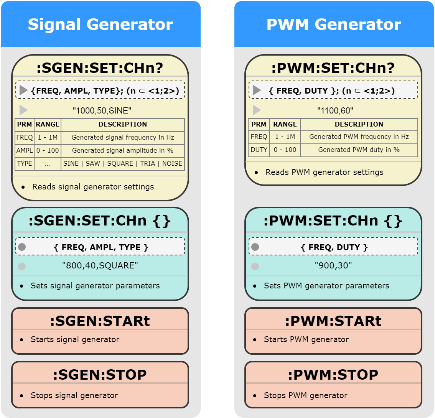 Signal Generator
:SGEN:SET:CHn?
{FREQ, AMPL, TYPE}; (n ⊂ <1;2>)
"1000,50,SINE"
PRM RANGE DESCRIPTION
FREQ 1 - 1M Generated signal frequency in Hz
AMPL 0 - 100 Generated signal amplitude in %
TYPE ... SINE | SAW | SQUARE | TRIA | NOISE
• Reads signal generator settings
:SGEN:SET:CHn {}
{ FREQ, AMPL, TYPE }
"800,40,SQUARE"
• Sets signal generator parameters
:SGEN:STARt
• Starts signal generator
:SGEN:STOP
• Stops signal generator
PWM Generator
:PWM:SET:CHn?
{ FREQ, DUTY }; (n ⊂ <1;2>)
"1100,60"
PRM RANGE DESCRIPTION
FREQ 1 - 1M Generated PWM frequency in Hz
DUTY 0 - 100 Generated PWM duty in %
• Reads PWM generator settings
:PWM:SET:CHn {}
{ FREQ, DUTY }
"900,30"
• Sets PWM generator parameters
:PWM:STARt
• Starts PWM generator
:PWM:STOP
• Stops PWM generator